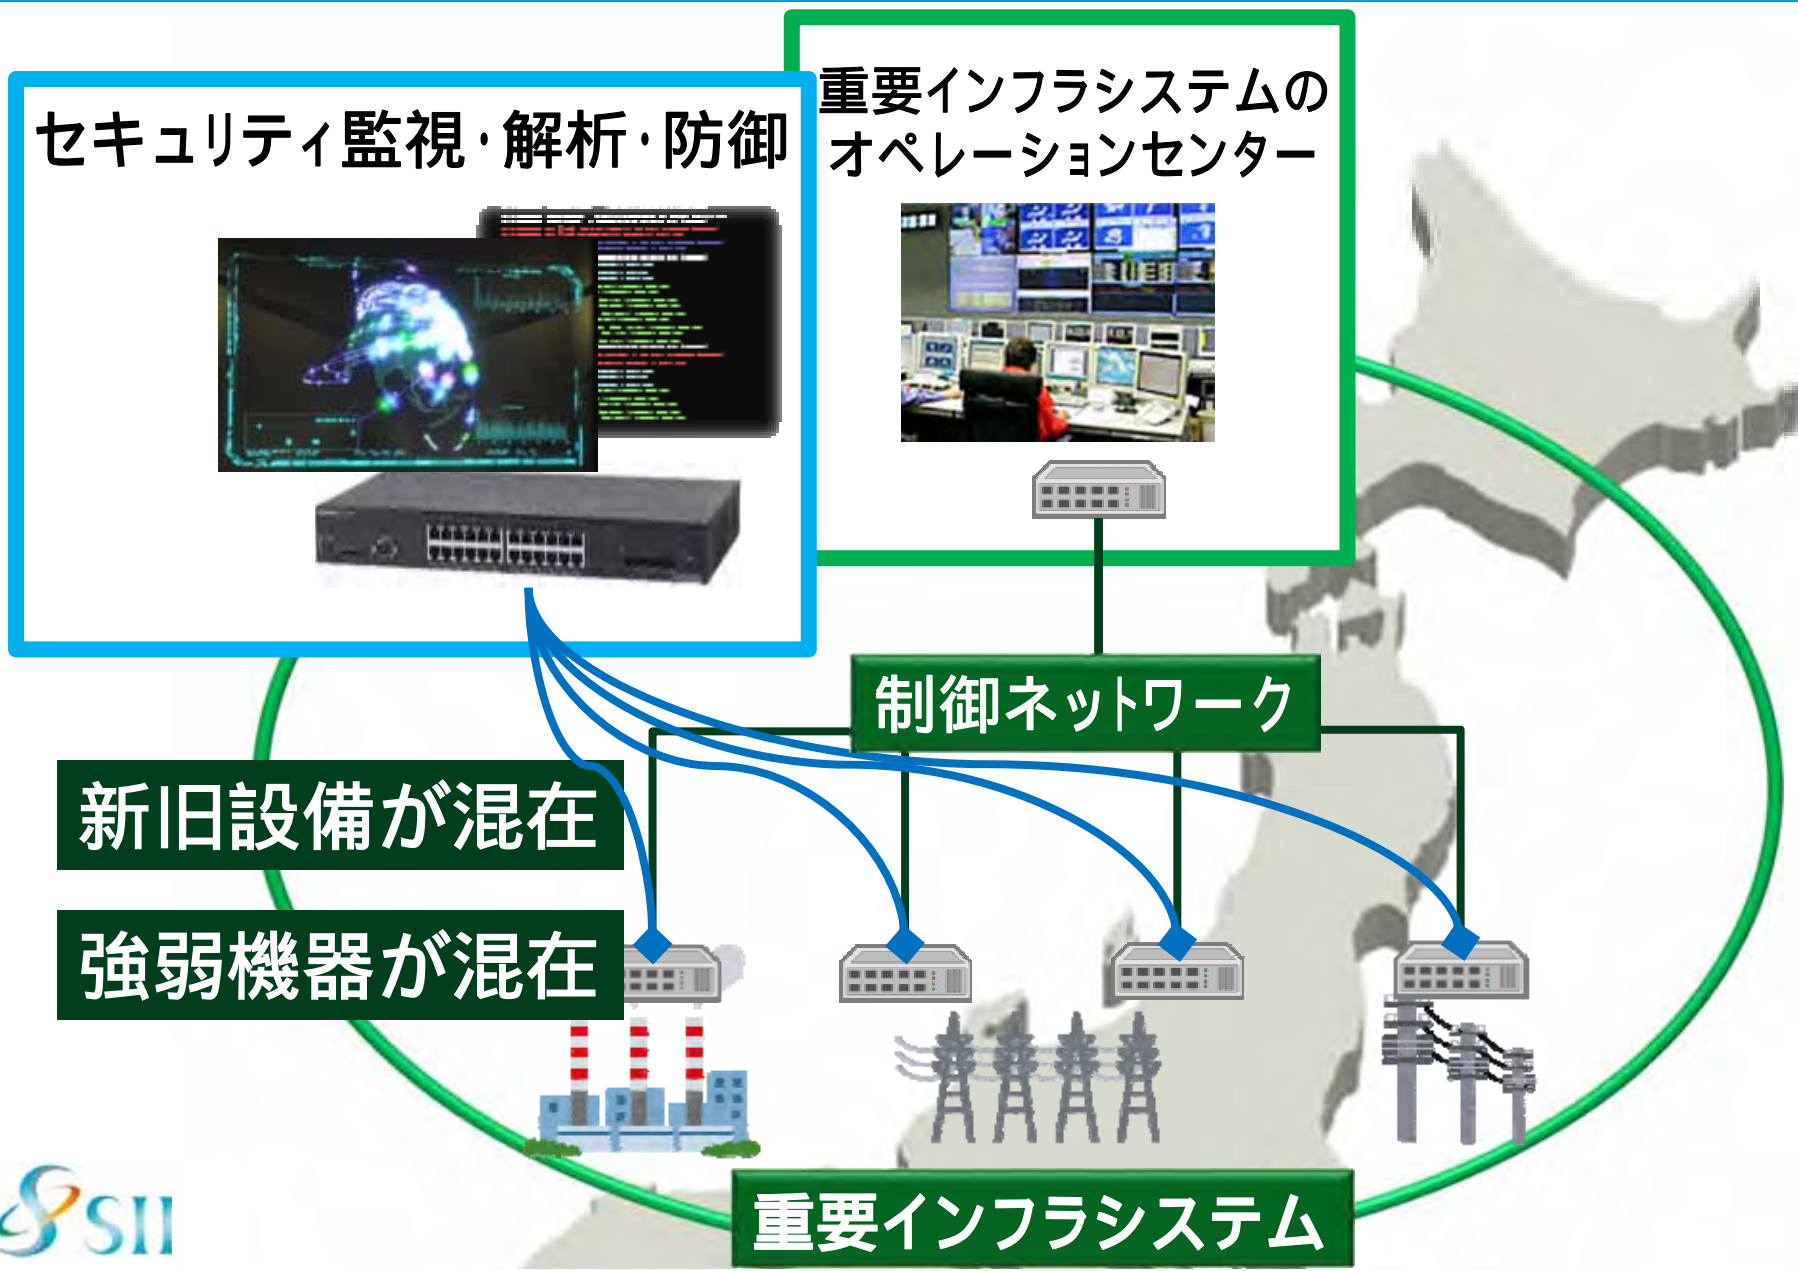 セキュリティ監視・解析・防御
重要インフラシステムの
オペレーションセンター
制御ネットワーク
新旧設備が混在
強弱機器が混在
重要インフラシステム